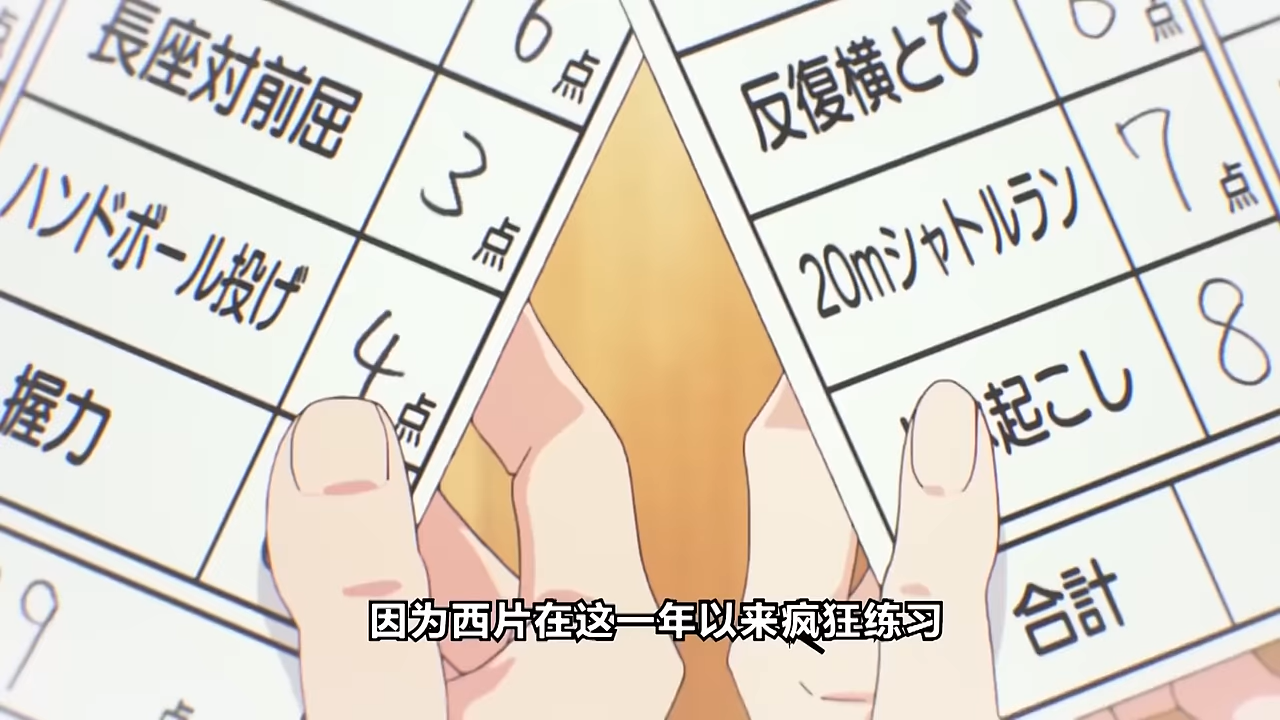 6点
長座対前屈
3点
ハンドボール投げ
4点
握力
9
点
点
反復横とび
7点
20mシャトルラン
8
起こし
合計
因为西片在这一年以来疯狂练习